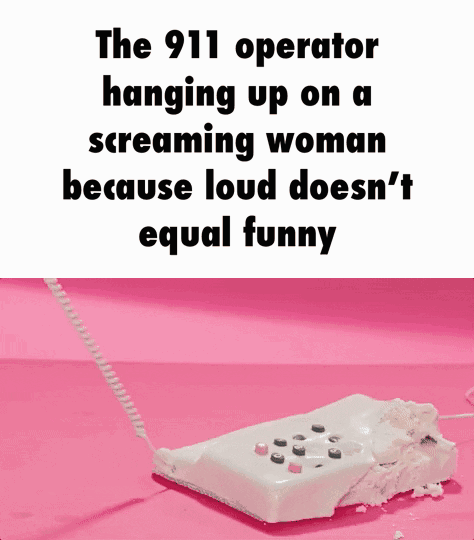 The 911 operator
hanging up on a
screaming woman
because loud doesn’t
equal funny